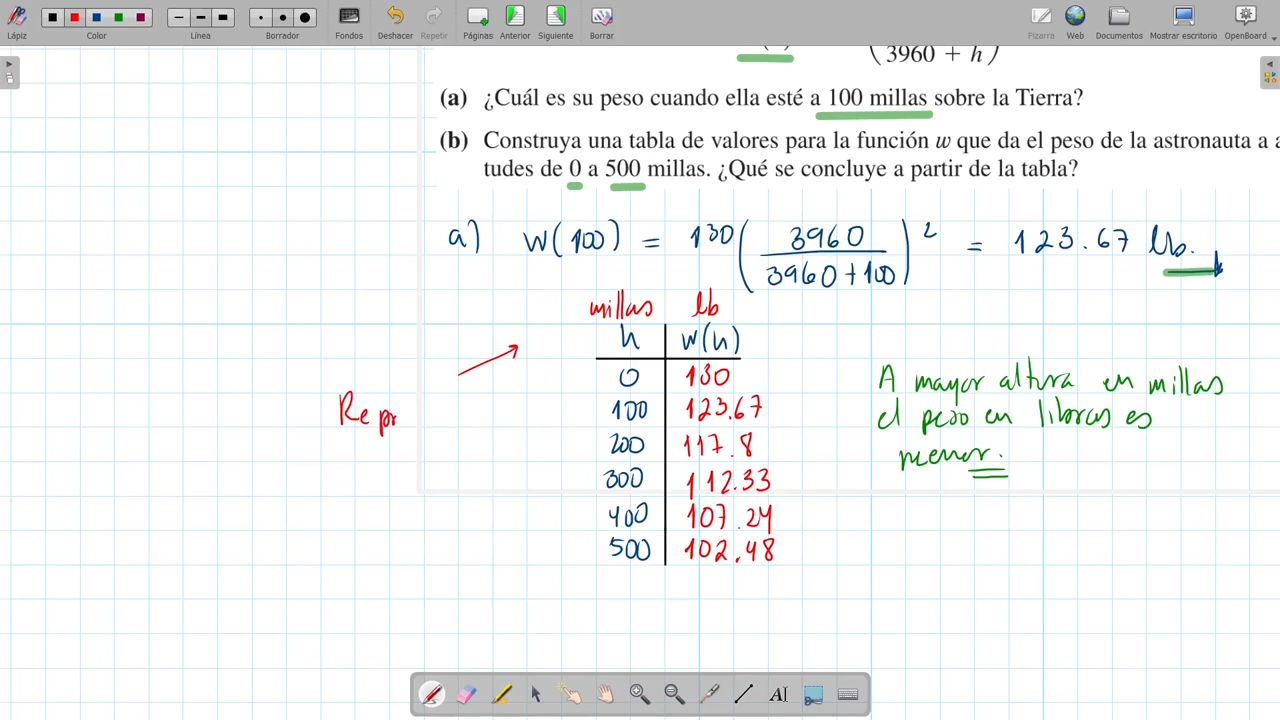 Lápiz Color Línea Borrador Fondos Deshacer Repetir Páginas Anterior Siguiente Borrar Pizarra Web Documentos Mostrar escritorio OpenBoard
3960 + h
(a) ¿Cuál es su peso cuando ella esté a 100 millas sobre la Tierra?
(b) Construya una tabla de valores para la función w que da el peso de la astronauta a a
tudes de 0 a 500 millas. ¿Qué se concluye a partir de la tabla?
a) W(100) = 130(3960/(3960+100))² = 123.67 lb.
millas lb
h W(h)
0 130
100 123.67
200 117.8
300 112.33
400 107.24
500 102.48
Repr
A mayor altura en millas
el peso en libras es
menor.